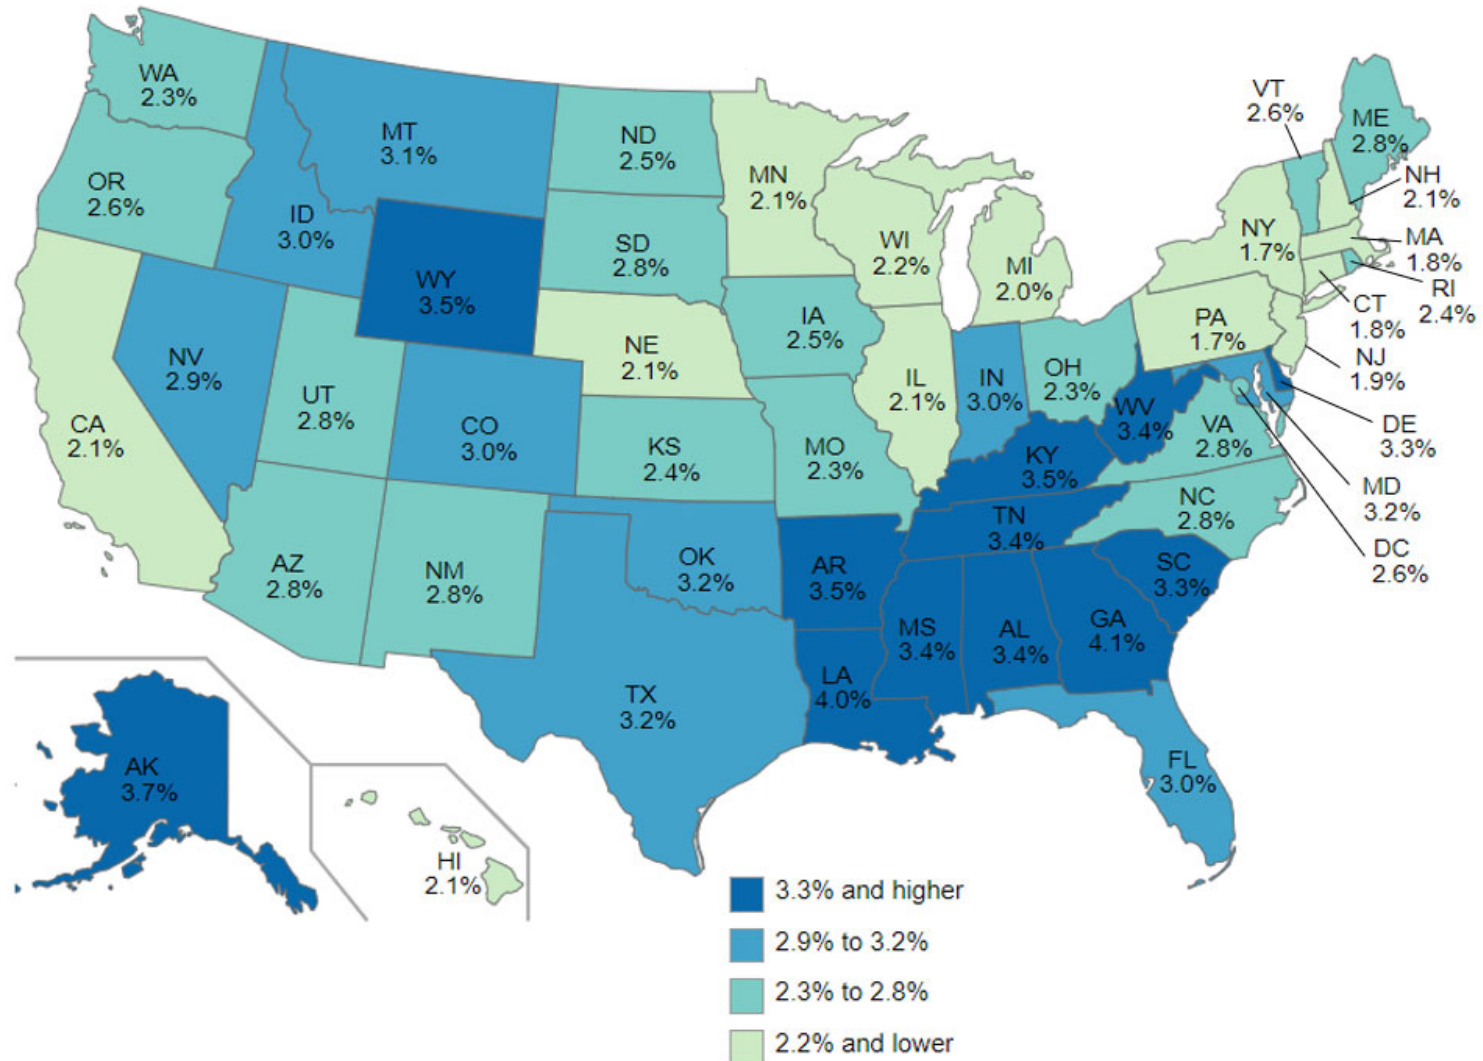 WA
2.3%
OR
2.6%
CA
2.1%
ID
3.0%
MT
3.1%
WY
3.5%
NV
2.9%
UT
2.8%
CO
3.0%
AZ
2.8%
NM
2.8%
ND
2.5%
SD
2.8%
NE
2.1%
KS
2.4%
OK
3.2%
TX
3.2%
MN
2.1%
IA
2.5%
MO
2.3%
AR
3.5%
LA
4.0%
WI
2.2%
IL
2.1%
MI
2.0%
IN
3.0%
OH
2.3%
KY
3.5%
TN
3.4%
MS
3.4%
AL
3.4%
GA
4.1%
FL
3.0%
SC
3.3%
NC
2.8%
VA
2.8%
WV
3.4%
PA
1.7%
NY
1.7%
VT
2.6%
ME
2.8%
NH
2.1%
MA
1.8%
RI
2.4%
CT
1.8%
NJ
1.9%
DE
3.3%
MD
3.2%
DC
2.6%
AK
3.7%
HI
2.1%
3.3% and higher
2.9% to 3.2%
2.3% to 2.8%
2.2% and lower